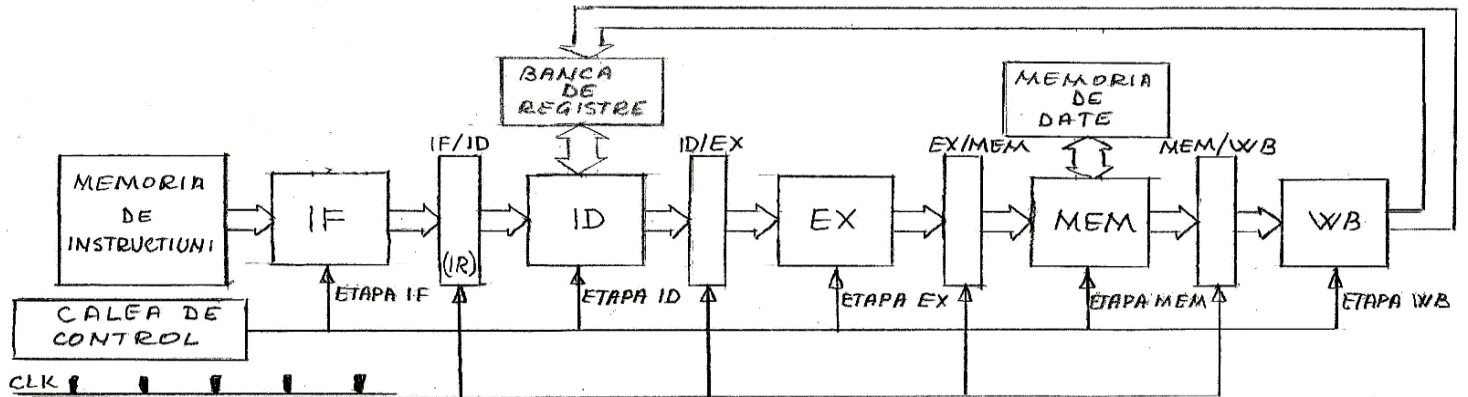 BANCA
DE
REGISTRE
MEMORIA
DE
DATE
IF/ID
ID/EX
EX/MEM
MEM/WB
MEMORIA
DE
INSTRUCTIUNI
IF
ID
EX
MEM
WB
(IR)
ETAPA IF
ETAPA ID
ETAPA EX
ETAPA MEM
ETAPA WB
CALEA DE
CONTROL
CLK